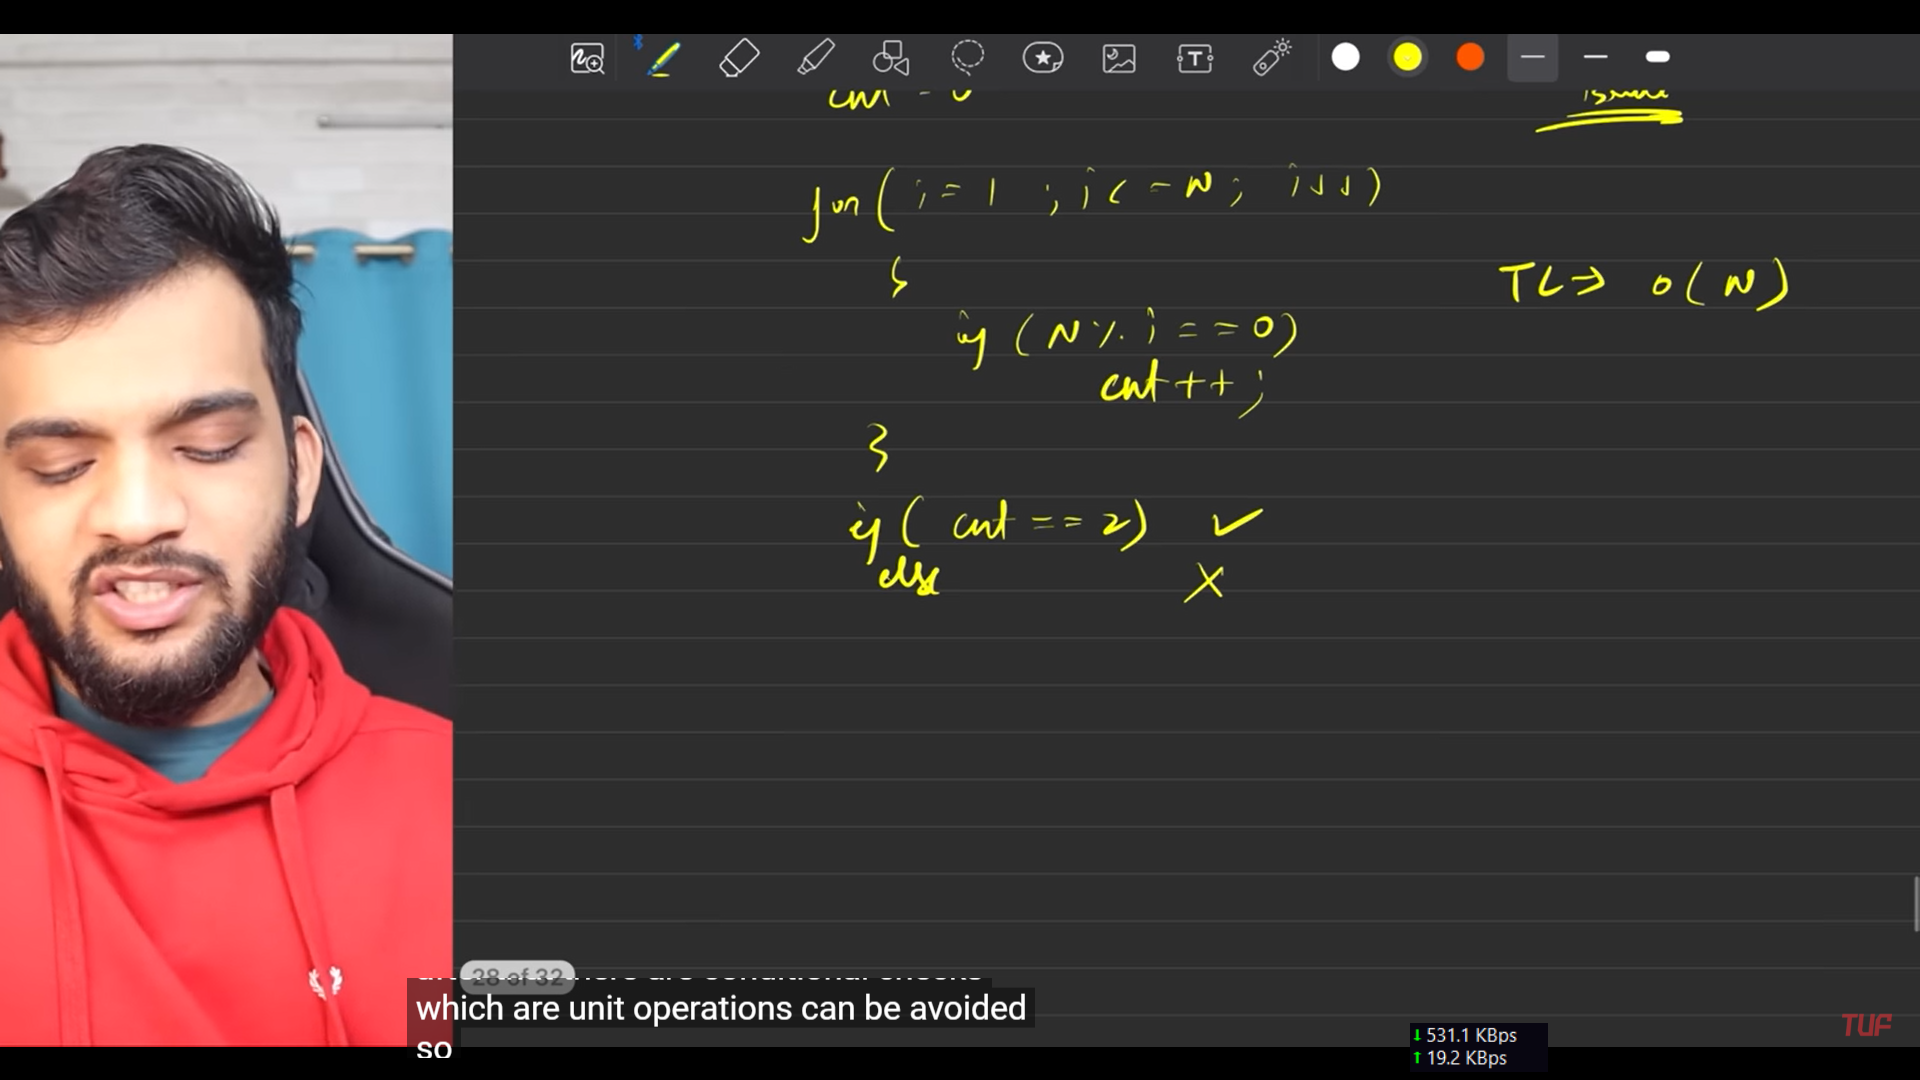 cnt = 0
for ( i = 1 ; i <= N ; i++)
{
TC => O(N)
if (N % i == 0)
cnt++;
}
if ( cnt == 2) ✓
else X
28 of 32
which are unit operations can be avoided
so
TUF
↓ 531.1 KBps
↑ 19.2 KBps